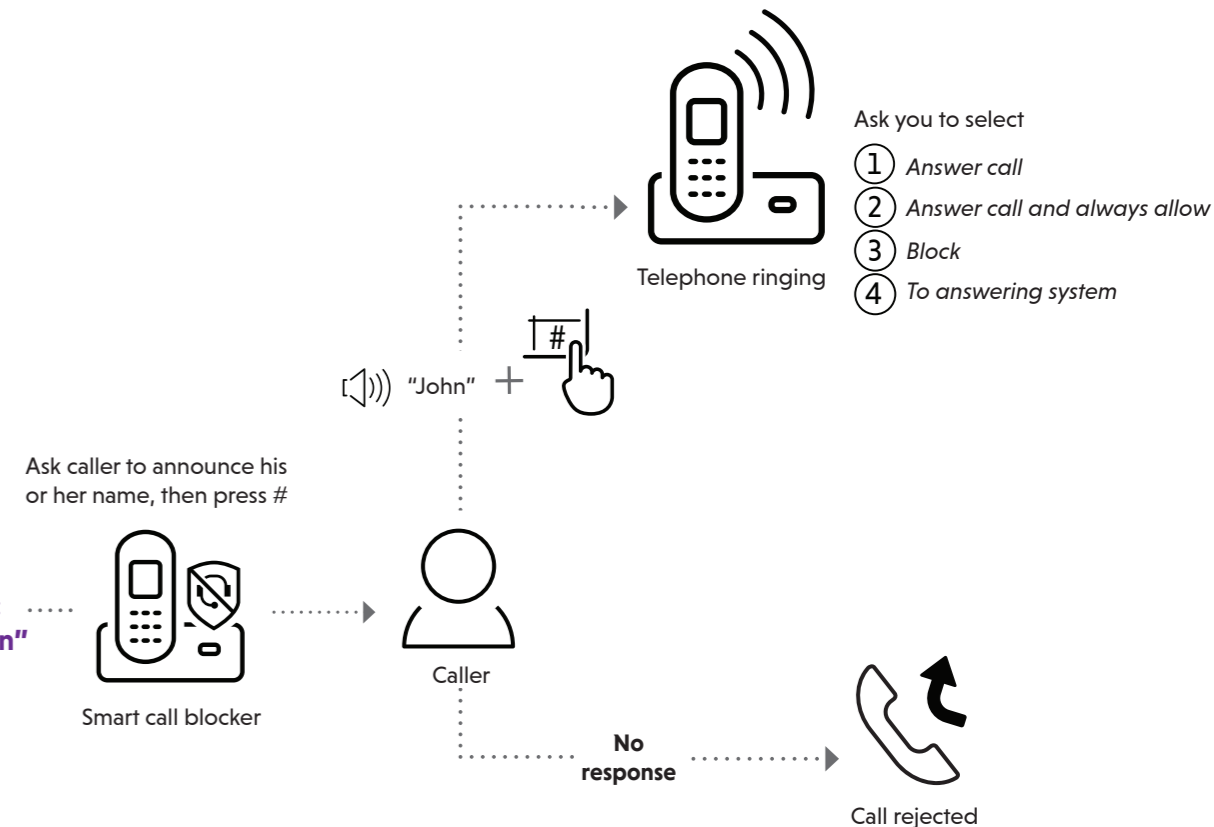 Ask you to select
1 Answer call
2 Answer call and always allow
3 Block
4 To answering system
Telephone ringing
#
"John" +
Ask caller to announce his
or her name, then press #
n"
Caller
Smart call blocker
No
response
Call rejected